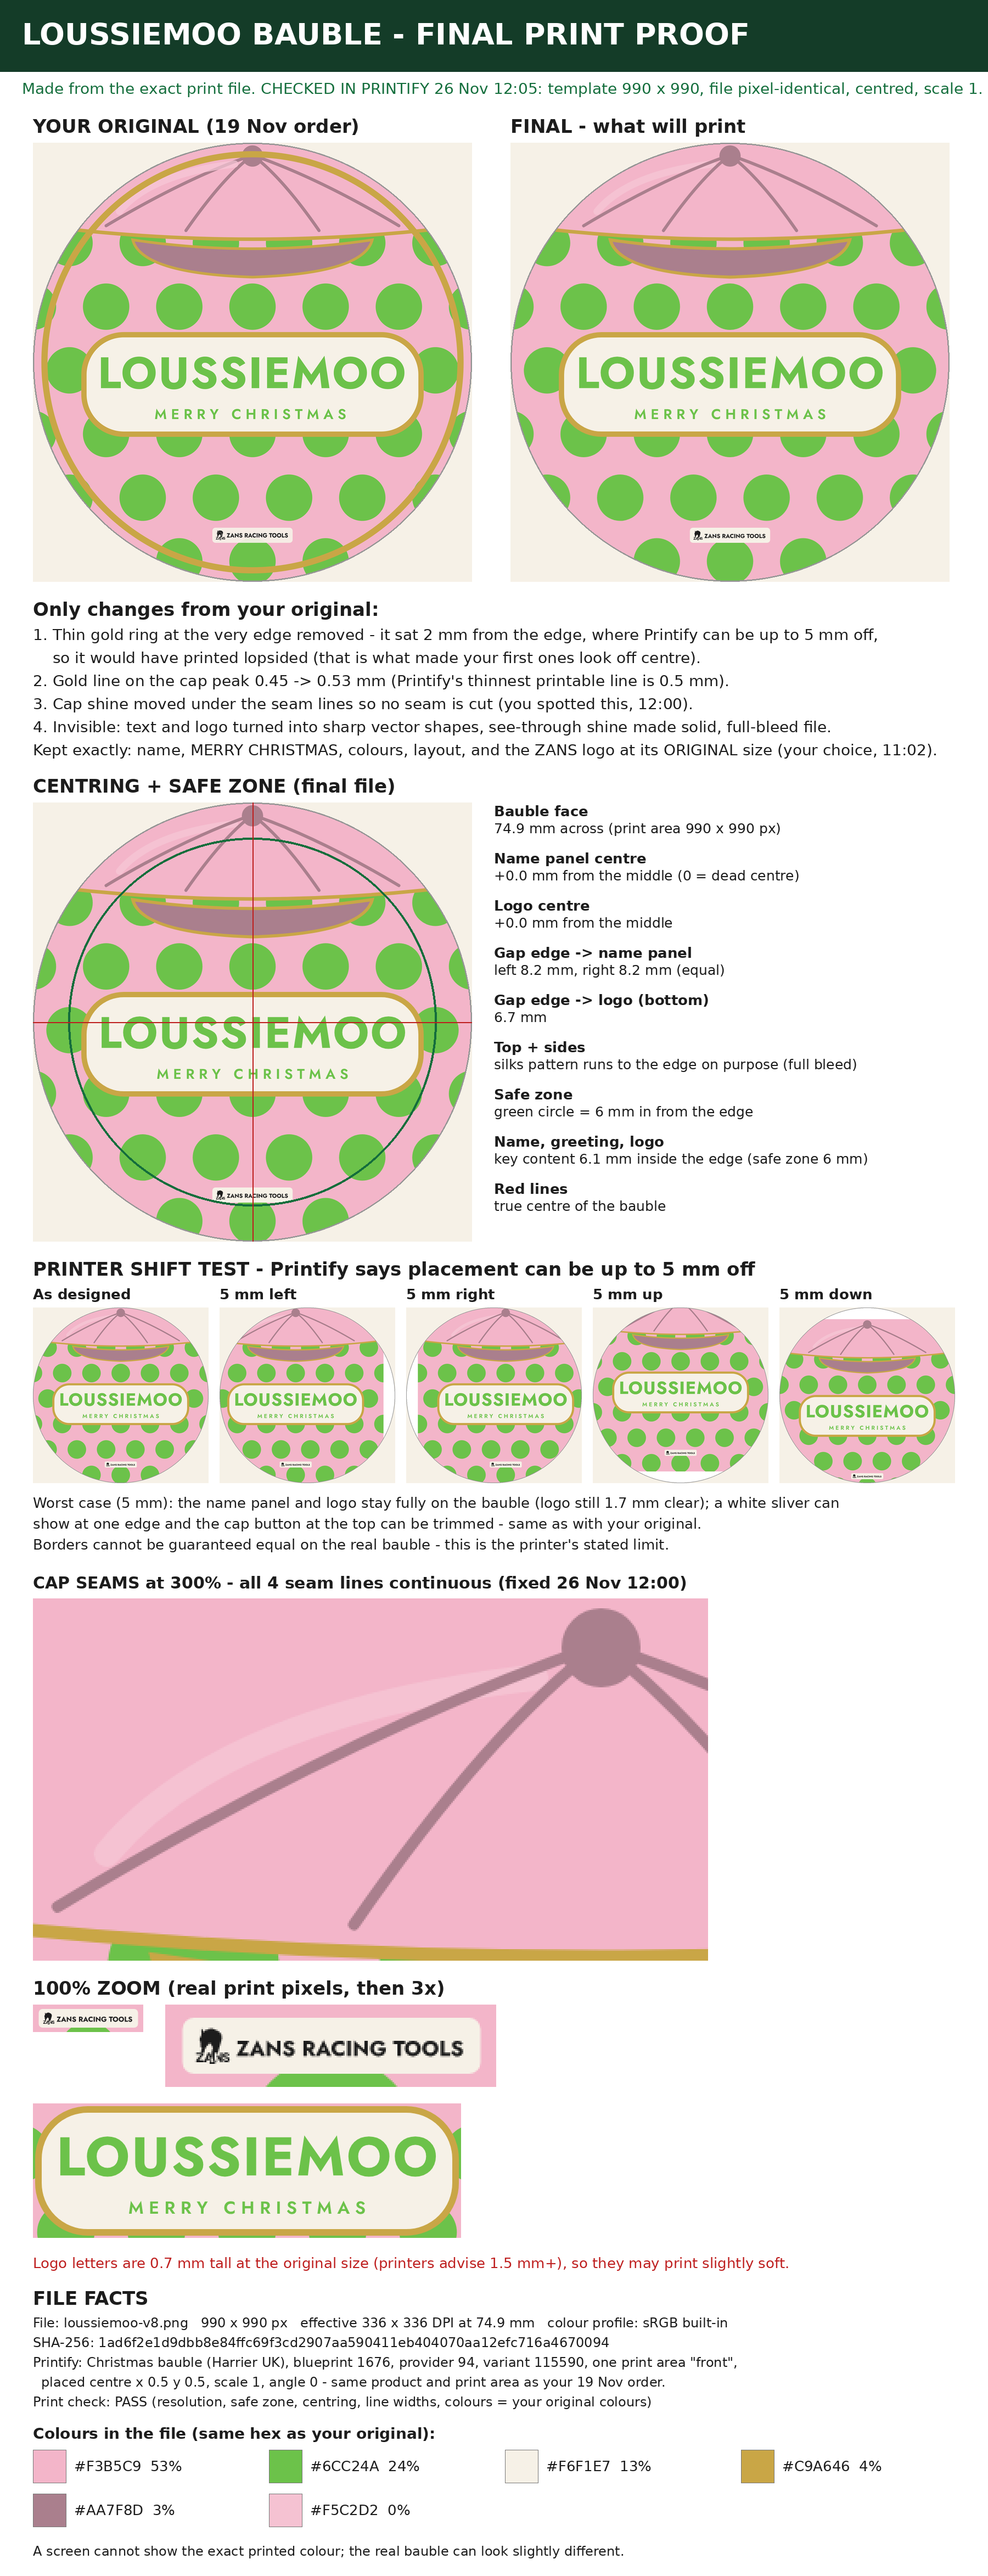 LOUSSIEMOO BAUBLE - FINAL PRINT PROOF
Made from the exact print file. CHECKED IN PRINTIFY 26 Nov 12:05: template 990 x 990, file pixel-identical, centred, scale 1.
YOUR ORIGINAL (19 Nov order)
LOUSSIEMOO
MERRY CHRISTMAS
ZANS RACING TOOLS
FINAL - what will print
LOUSSIEMOO
MERRY CHRISTMAS
ZANS RACING TOOLS
Only changes from your original:
1. Thin gold ring at the very edge removed - it sat 2 mm from the edge, where Printify can be up to 5 mm off,
so it would have printed lopsided (that is what made your first ones look off centre).
2. Gold line on the cap peak 0.45 -> 0.53 mm (Printify's thinnest printable line is 0.5 mm).
3. Cap shine moved under the seam lines so no seam is cut (you spotted this, 12:00).
4. Invisible: text and logo turned into sharp vector shapes, see-through shine made solid, full-bleed file.
Kept exactly: name, MERRY CHRISTMAS, colours, layout, and the ZANS logo at its ORIGINAL size (your choice, 11:02).
CENTRING + SAFE ZONE (final file)
LOUSSIEMOO
MERRY CHRISTMAS
ZANS RACING TOOLS
Bauble face
74.9 mm across (print area 990 x 990 px)
Name panel centre
+0.0 mm from the middle (0 = dead centre)
Logo centre
+0.0 mm from the middle
Gap edge -> name panel
left 8.2 mm, right 8.2 mm (equal)
Gap edge -> logo (bottom)
6.7 mm
Top + sides
silks pattern runs to the edge on purpose (full bleed)
Safe zone
green circle = 6 mm in from the edge
Name, greeting, logo
key content 6.1 mm inside the edge (safe zone 6 mm)
Red lines
true centre of the bauble
PRINTER SHIFT TEST - Printify says placement can be up to 5 mm off
As designed
LOUSSIEMOO
MERRY CHRISTMAS
ZANS RACING TOOLS
5 mm left
LOUSSIEMOO
MERRY CHRISTMAS
ZANS RACING TOOLS
5 mm right
LOUSSIEMOO
MERRY CHRISTMAS
ZANS RACING TOOLS
5 mm up
LOUSSIEMOO
MERRY CHRISTMAS
ZANS RACING TOOLS
5 mm down
LOUSSIEMOO
MERRY CHRISTMAS
ZANS RACING TOOLS
Worst case (5 mm): the name panel and logo stay fully on the bauble (logo still 1.7 mm clear); a white sliver can
show at one edge and the cap button at the top can be trimmed - same as with your original.
Borders cannot be guaranteed equal on the real bauble - this is the printer's stated limit.
CAP SEAMS at 300% - all 4 seam lines continuous (fixed 26 Nov 12:00)
100% ZOOM (real print pixels, then 3x)
ZANS RACING TOOLS
ZANS
ZANS RACING TOOLS
LOUSSIEMOO
MERRY CHRISTMAS
Logo letters are 0.7 mm tall at the original size (printers advise 1.5 mm+), so they may print slightly soft.
FILE FACTS
File: loussiemoo-v8.png 990 x 990 px effective 336 x 336 DPI at 74.9 mm colour profile: sRGB built-in
SHA-256: 1ad6f2e1d9dbb8e84ffc69f3cd2907aa590411eb404070aa12efc716a4670094
Printify: Christmas bauble (Harrier UK), blueprint 1676, provider 94, variant 115590, one print area "front",
placed centre x 0.5 y 0.5, scale 1, angle 0 - same product and print area as your 19 Nov order.
Print check: PASS (resolution, safe zone, centring, line widths, colours = your original colours)
Colours in the file (same hex as your original):
#F3B5C9 53%
#6CC24A 24%
#F6F1E7 13%
#C9A646 4%
#AA7F8D 3%
#F5C2D2 0%
A screen cannot show the exact printed colour; the real bauble can look slightly different.